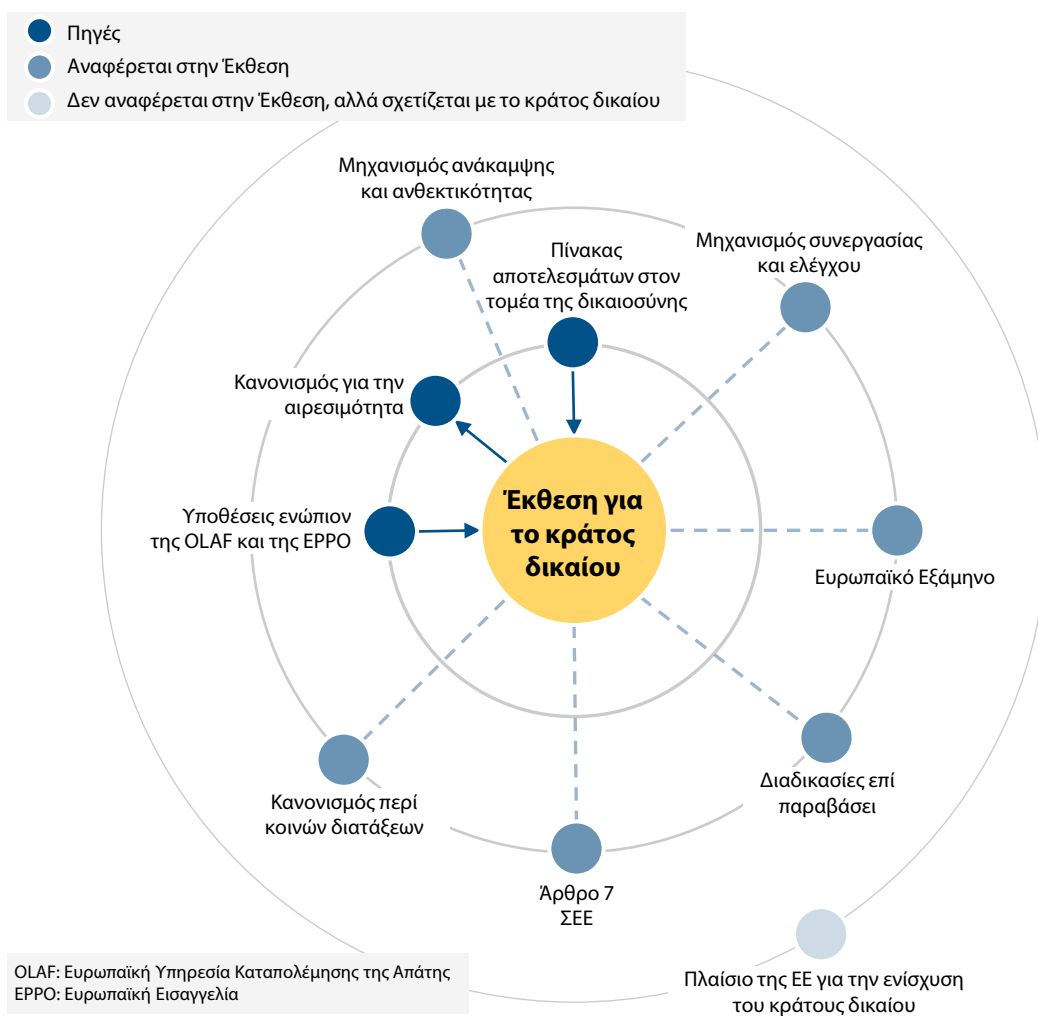 Πηγές
Αναφέρεται στην Έκθεση
Δεν αναφέρεται στην Έκθεση, αλλά σχετίζεται με το κράτος δικαίου
Μηχανισμός ανάκαμψης
και ανθεκτικότητας
Πίνακας
αποτελεσμάτων στον
τομέα της δικαιοσύνης
Μηχανισμός συνεργασίας
και ελέγχου
Κανονισμός για την
αιρεσιμότητα
Υποθέσεις ενώπιον
της OLAF και της EPPO
Έκθεση για
το κράτος
δικαίου
Ευρωπαϊκό Εξάμηνο
Διαδικασίες επί
παραβάσει
Κανονισμός περί
κοινών διατάξεων
Άρθρο 7
ΣΕΕ
Πλαίσιο της ΕΕ για την ενίσχυση
του κράτους δικαίου
OLAF: Ευρωπαϊκή Υπηρεσία Καταπολέμησης της Απάτης
EPPO: Ευρωπαϊκή Εισαγγελία